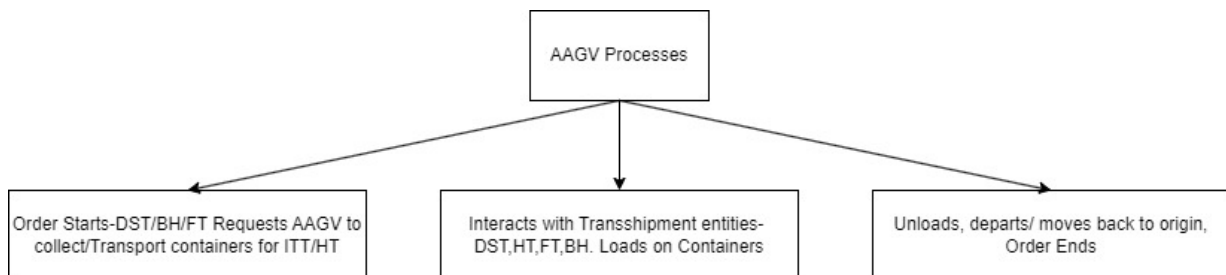 AAGV Processes
Order Starts-DST/BH/FT Requests AAGV to
collect/Transport containers for ITT/HT
Interacts with Transshipment entities-
DST,HT,FT,BH. Loads on Containers
Unloads, departs/ moves back to origin,
Order Ends